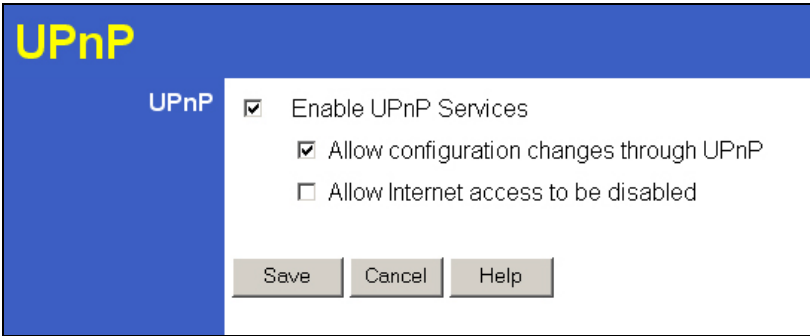 UPnP
UPnP Enable UPnP Services
Allow configuration changes through UPnP
Allow Internet access to be disabled
Save Cancel Help